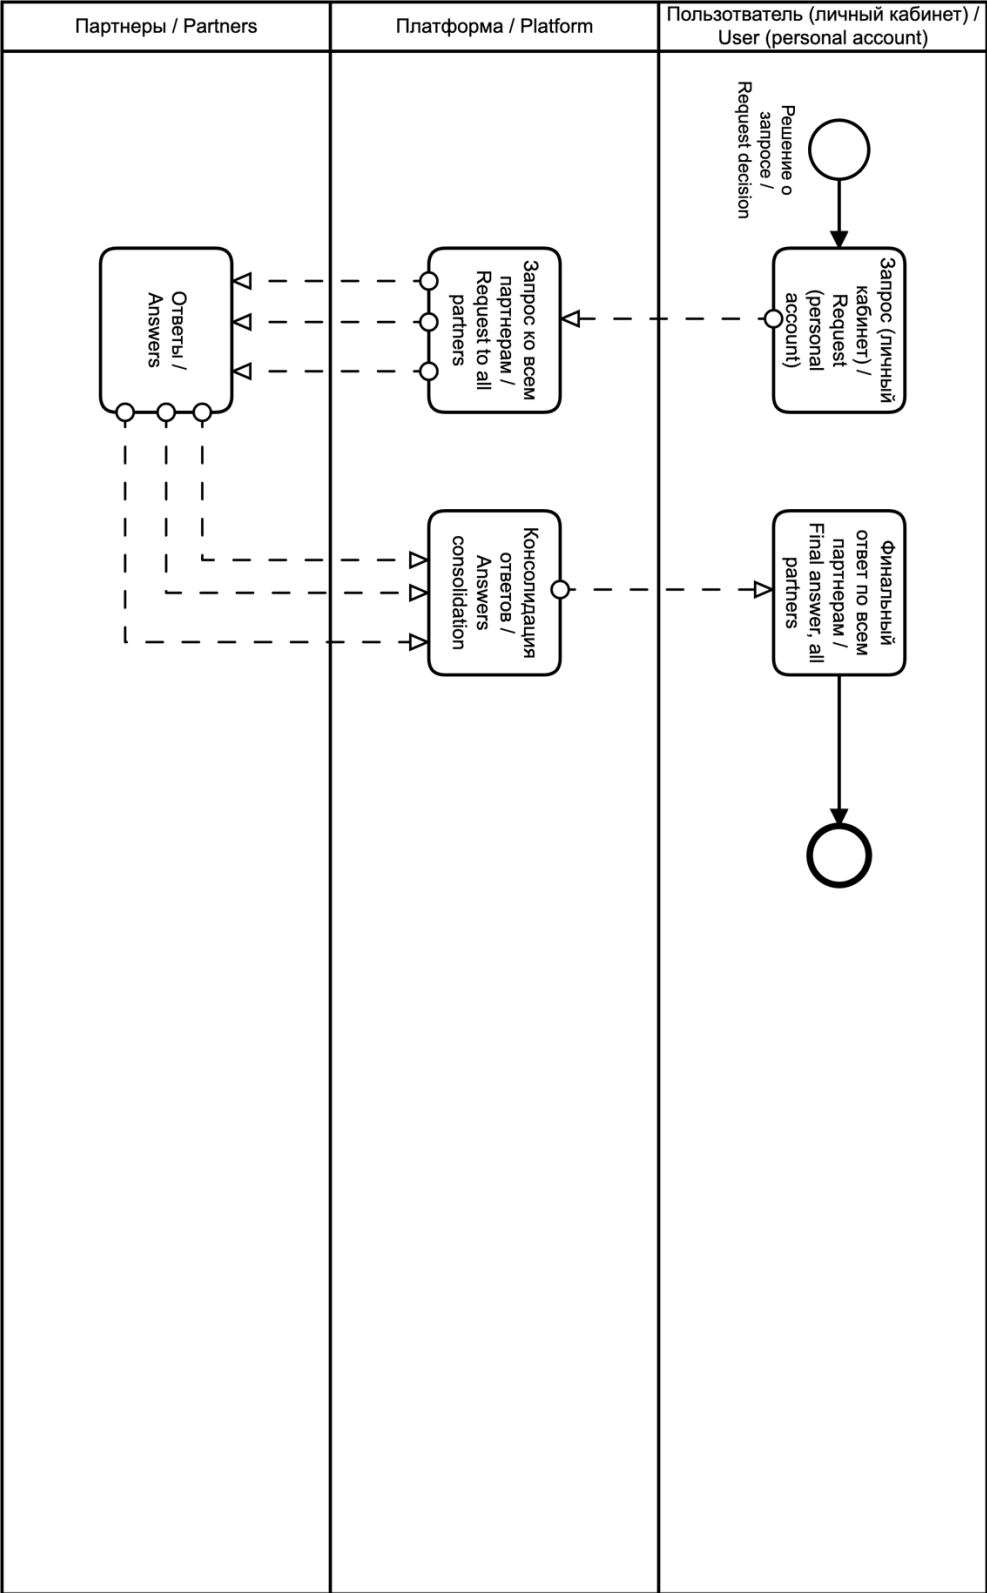 Партнеры / Partners
Платформа / Platform
Пользотватель (личный кабинет) /
User (personal account)
Решение о
запросе /
Request decision
Запрос (личный
кабинет) /
Request
(personal
account)
Запрос ко всем
партнерам /
Request to all
partners
Ответы /
Answers
Консолидация
ответов /
Answers
consolidation
Финальный
ответ по всем
партнерам /
Final answer, all
partners